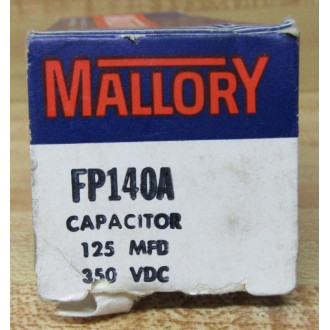 MALLORY
FP140A
CAPACITOR
125 MFD
350 VDC